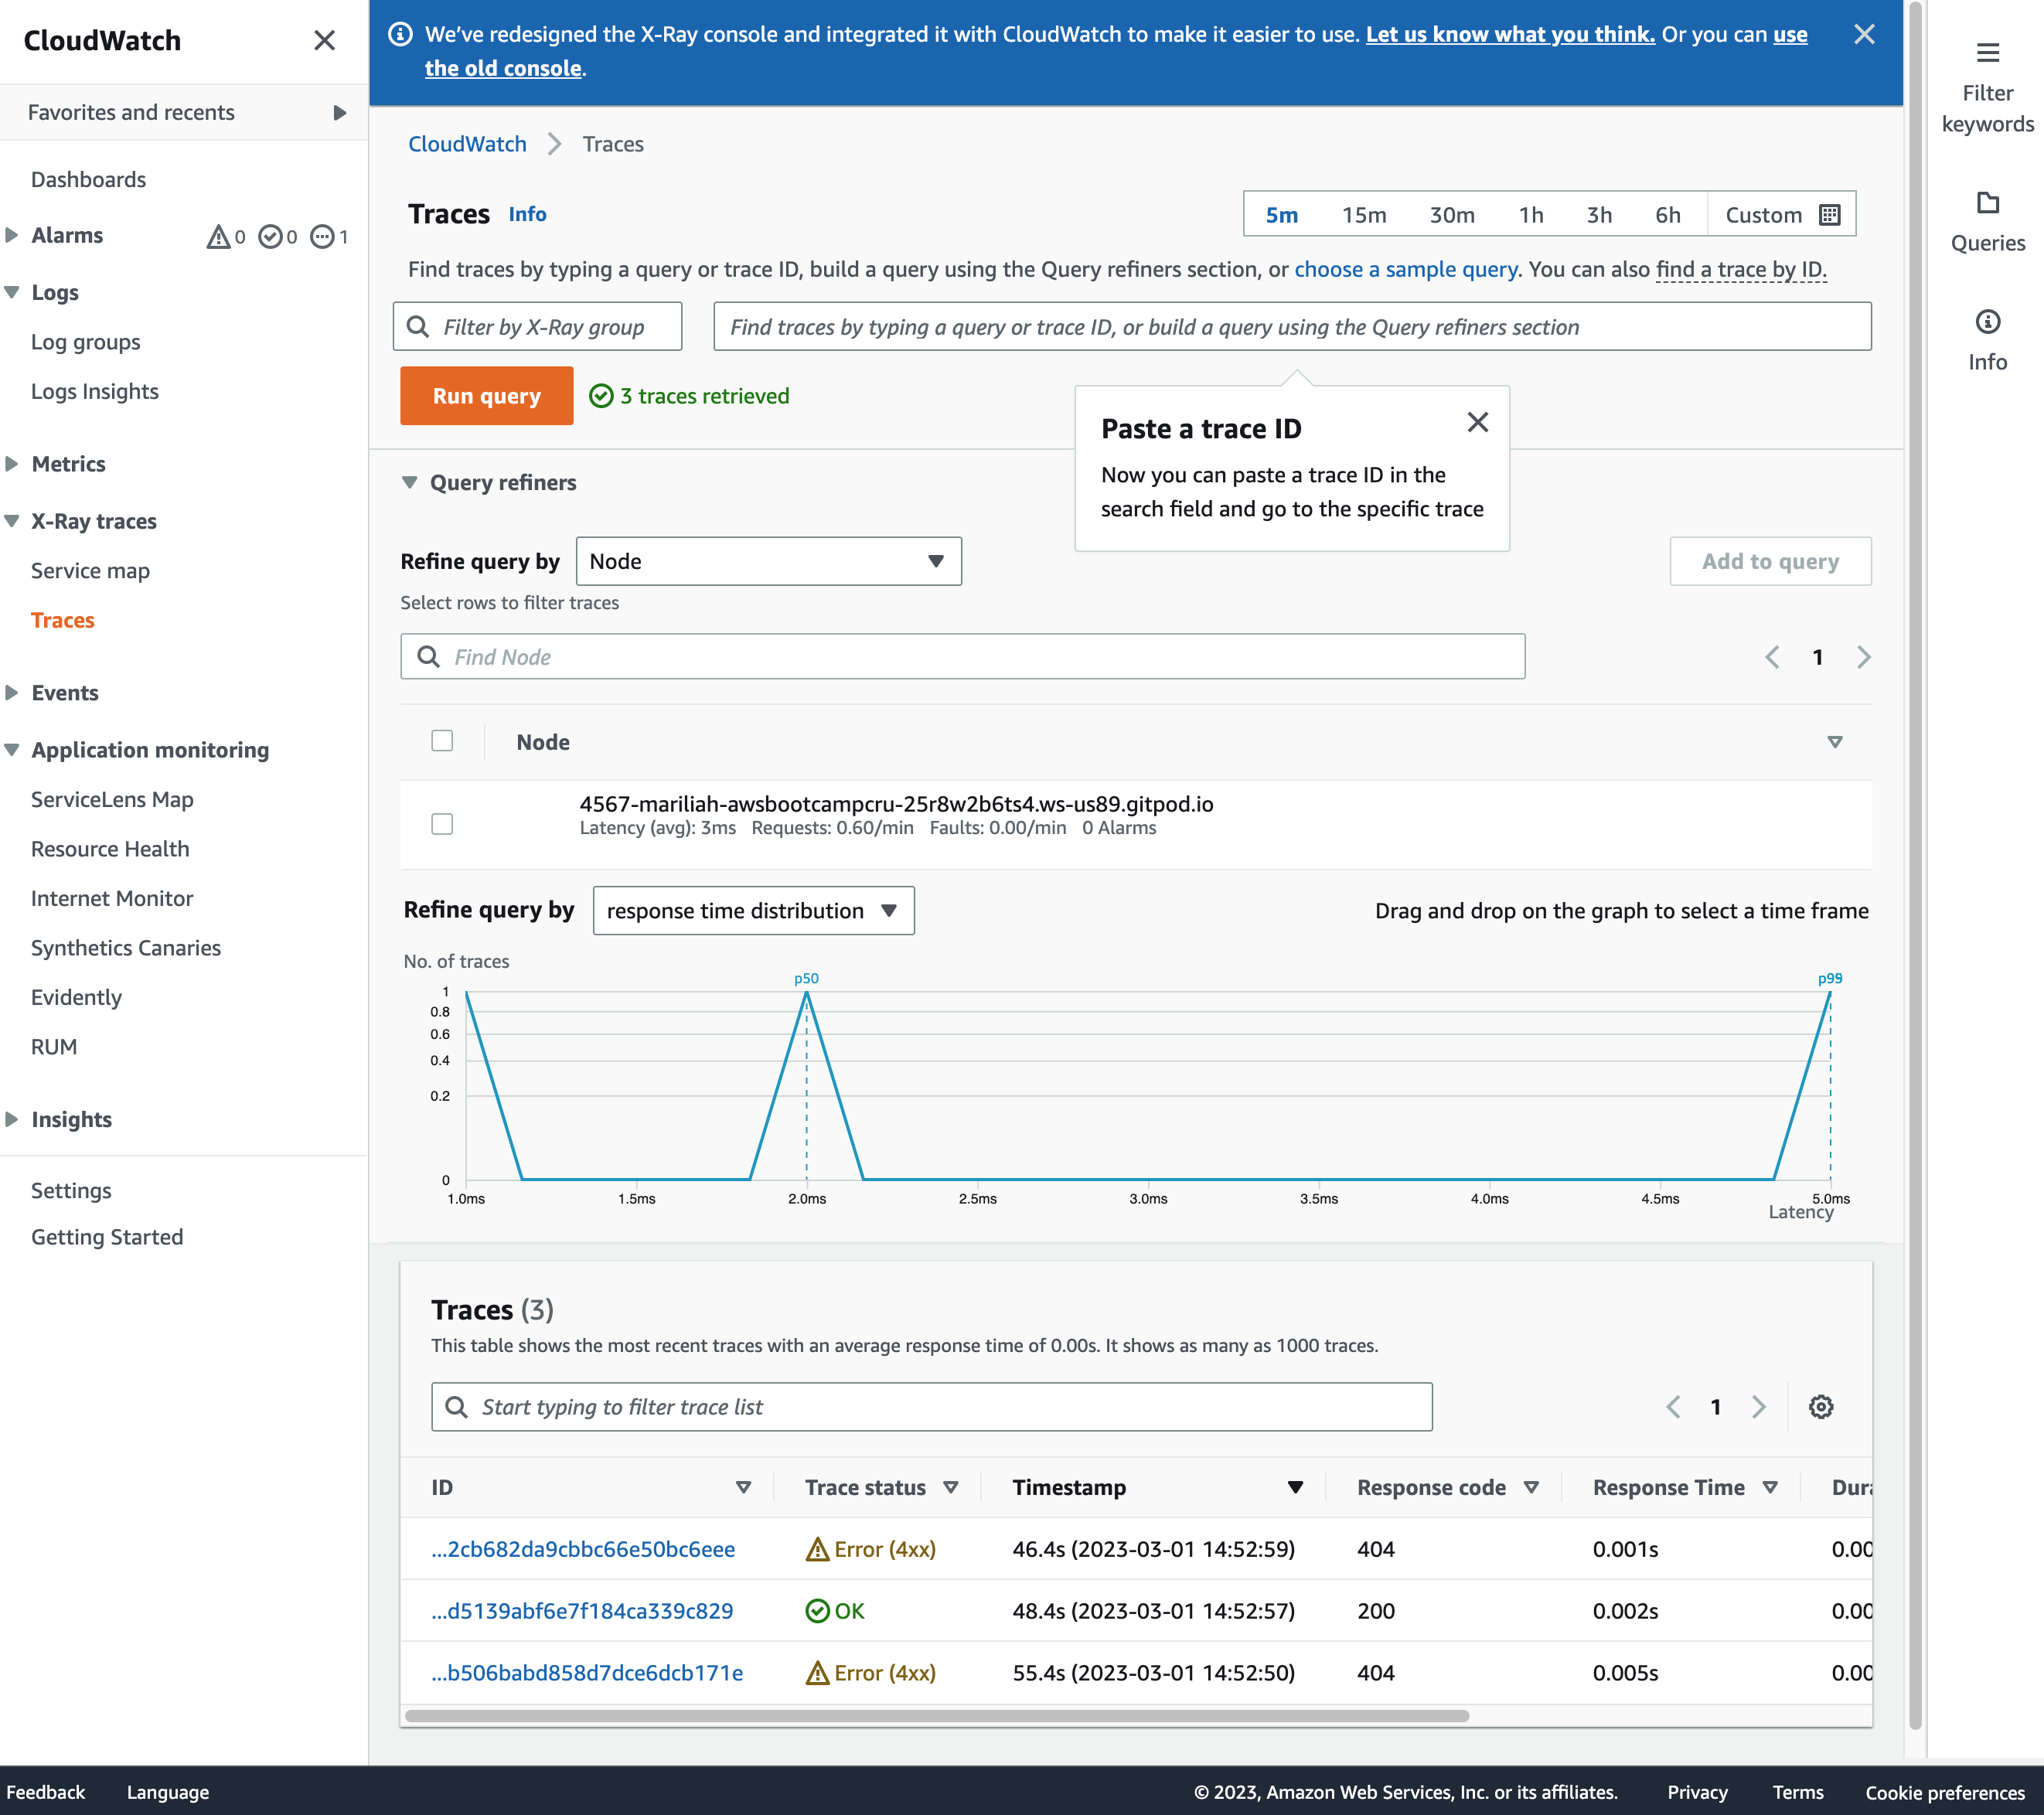 CloudWatch
Favorites and recents
Dashboards
Alarms 0 0 1
Logs
Log groups
Logs Insights
Metrics
X-Ray traces
Service map
Traces
Events
Application monitoring
ServiceLens Map
Resource Health
Internet Monitor
Synthetics Canaries
Evidently
RUM
Insights
Settings
Getting Started
We've redesigned the X-Ray console and integrated it with CloudWatch to make it easier to use. Let us know what you think. Or you can use
the old console.
CloudWatch > Traces
Traces Info
5m 15m 30m 1h 3h 6h Custom
Find traces by typing a query or trace ID, build a query using the Query refiners section, or choose a sample query. You can also find a trace by ID.
Filter by X-Ray group
Find traces by typing a query or trace ID, or build a query using the Query refiners section
Run query
3 traces retrieved
Paste a trace ID
Now you can paste a trace ID in the
search field and go to the specific trace
Query refiners
Refine query by Node
Add to query
Select rows to filter traces
Find Node
1
Node
4567-mariliah-awsbootcampcru-25r8w2b6ts4.ws-us89.gitpod.io
Latency (avg): 3ms Requests: 0.60/min Faults: 0.00/min 0 Alarms
Refine query by response time distribution
Drag and drop on the graph to select a time frame
No. of traces
p50 
1
0.8
0.6
0.4
0.2
0
1.0ms 1.5ms 2.0ms 2.5ms 3.0ms 3.5ms 4.0ms 4.5ms 5.0ms
Latency
Traces (3)
This table shows the most recent traces with an average response time of 0.00s. It shows as many as 1000 traces.
Start typing to filter trace list
1
ID Trace status Timestamp Response code Response Time Dura
...2cb682da9cbbc66e50bc6eee Error (4xx) 46.4s (2023-03-01 14:52:59) 404 0.001s 0.00
...d5139abf6e7f184ca339c829 OK 48.4s (2023-03-01 14:52:57) 200 0.002s 0.00
...b506babd858d7dce6dcb171e Error (4xx) 55.4s (2023-03-01 14:52:50) 404 0.005s 0.00
Filter
keywords
Queries
Info
Feedback Language © 2023, Amazon Web Services, Inc. or its affiliates. Privacy Terms Cookie preferences